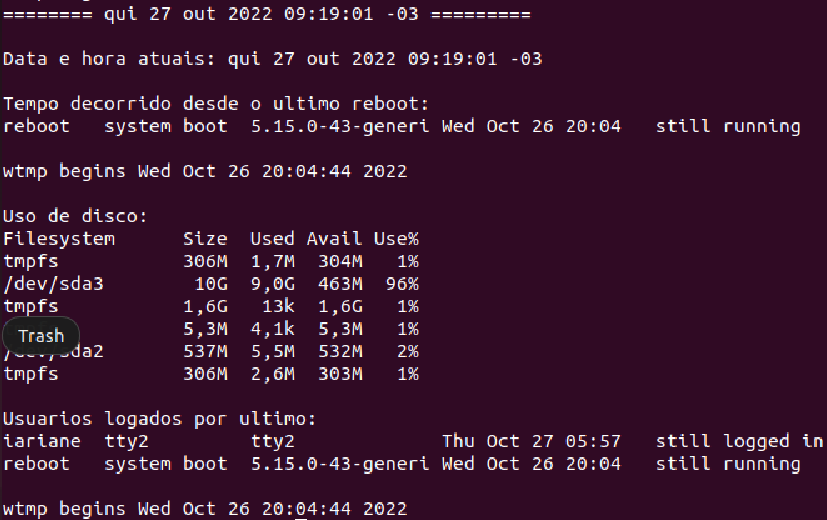 ======== qui 27 out 2022 09:19:01 -03 =========
Data e hora atuais: qui 27 out 2022 09:19:01 -03
Tempo decorrido desde o ultimo reboot:
reboot   system boot  5.15.0-43-generi Wed Oct 26 20:04   still running
wtmp begins Wed Oct 26 20:04:44 2022
Uso de disco:
Filesystem      Size  Used Avail Use%
tmpfs           306M  1,7M  304M   1%
/dev/sda3        10G  9,0G  463M  96%
tmpfs           1,6G   13k  1,6G   1%
Trash           5,3M  4,1k  5,3M   1%
/dev/sda2       537M  5,5M  532M   2%
tmpfs           306M  2,6M  303M   1%
Usuarios logados por ultimo:
iariane  tty2         tty2             Thu Oct 27 05:57   still logged in
reboot   system boot  5.15.0-43-generi Wed Oct 26 20:04   still running
wtmp begins Wed Oct 26 20:04:44 2022